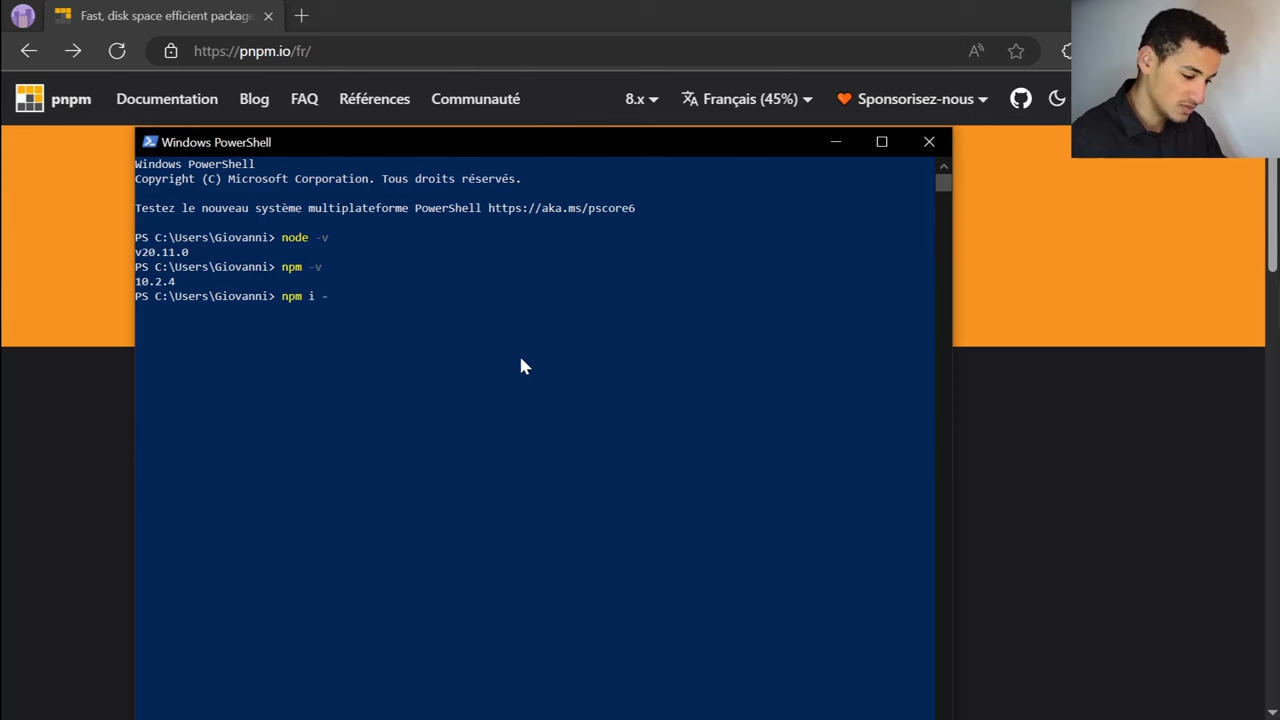 Fast, disk space efficient package
https://pnpm.io/fr/
pnpm
Documentation
Blog
FAQ
Références
Communauté
8.x
Français (45%)
Sponsorisez-nous
Windows PowerShell
Windows PowerShell
Copyright (C) Microsoft Corporation. Tous droits réservés.
Testez le nouveau système multiplateforme PowerShell https://aka.ms/pscore6
PS C:\Users\Giovanni> node -v
v20.11.0
PS C:\Users\Giovanni> npm -v
10.2.4
PS C:\Users\Giovanni> npm i -